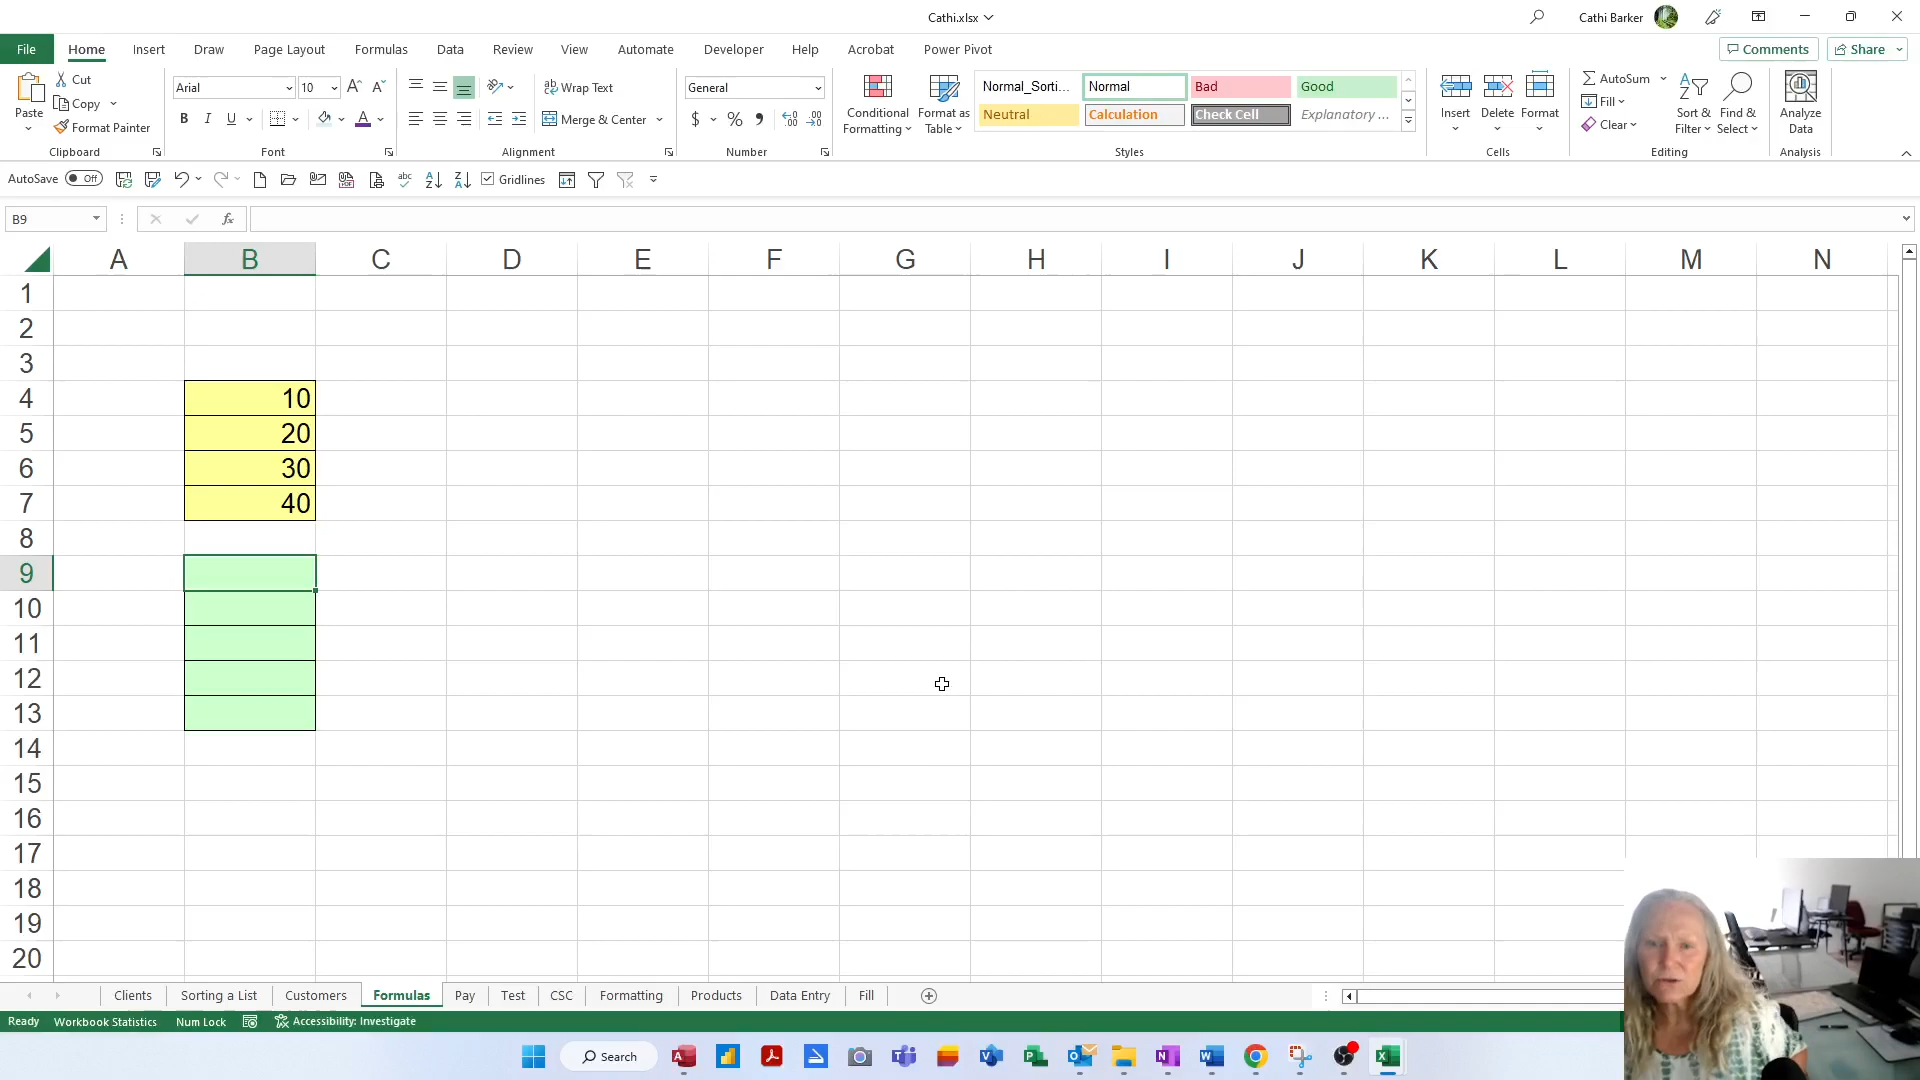 Cathi.xlsx
Cathi Barker
File Home Insert Draw Page Layout Formulas Data Review View Automate Developer Help Acrobat Power Pivot Comments Share
Paste
Cut
Copy
Format Painter
Clipboard
Arial 10
B I U
A A A
Font
Wrap Text
Merge & Center
Alignment
General
$ % 9
Number
Conditional
Formatting
Format as
Table
Normal_Sorti... Normal Bad Good
Neutral Calculation Check Cell Explanatory ...
Styles
Insert Delete Format
Cells
AutoSum
Fill
Clear
Sort &
Filter
Find &
Select
Editing
Analyze
Data
Analysis
AutoSave Off abc Gridlines
B9 fx
A B C D E F G H I J K L M N
1
2
3
4 10
5 20
6 30
7 40
8
9
10
11
12
13
14
15
16
17
18
19
20
Clients Sorting a List Customers Formulas Pay Test CSC Formatting Products Data Entry Fill
Ready Workbook Statistics Num Lock Accessibility: Investigate
Search